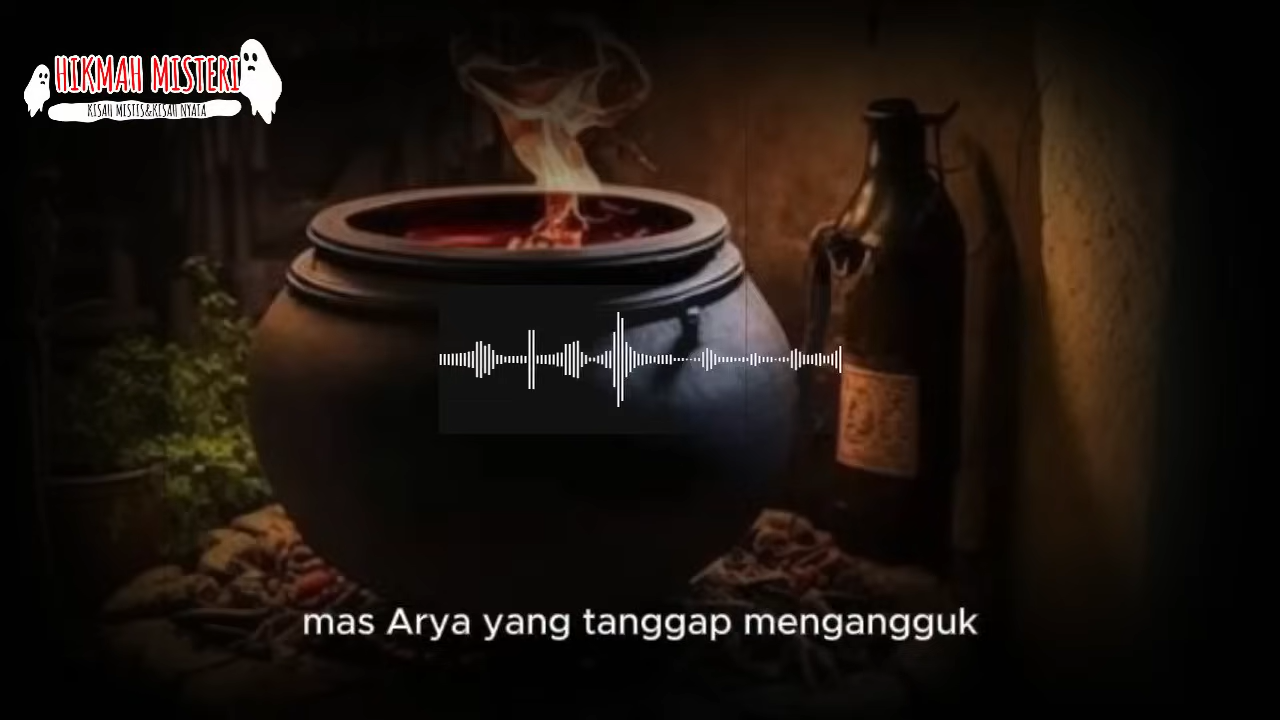 HIKMAH MISTERI
KISAH MISTIS&KISAH NYATA
mas Arya yang tanggap mengangguk